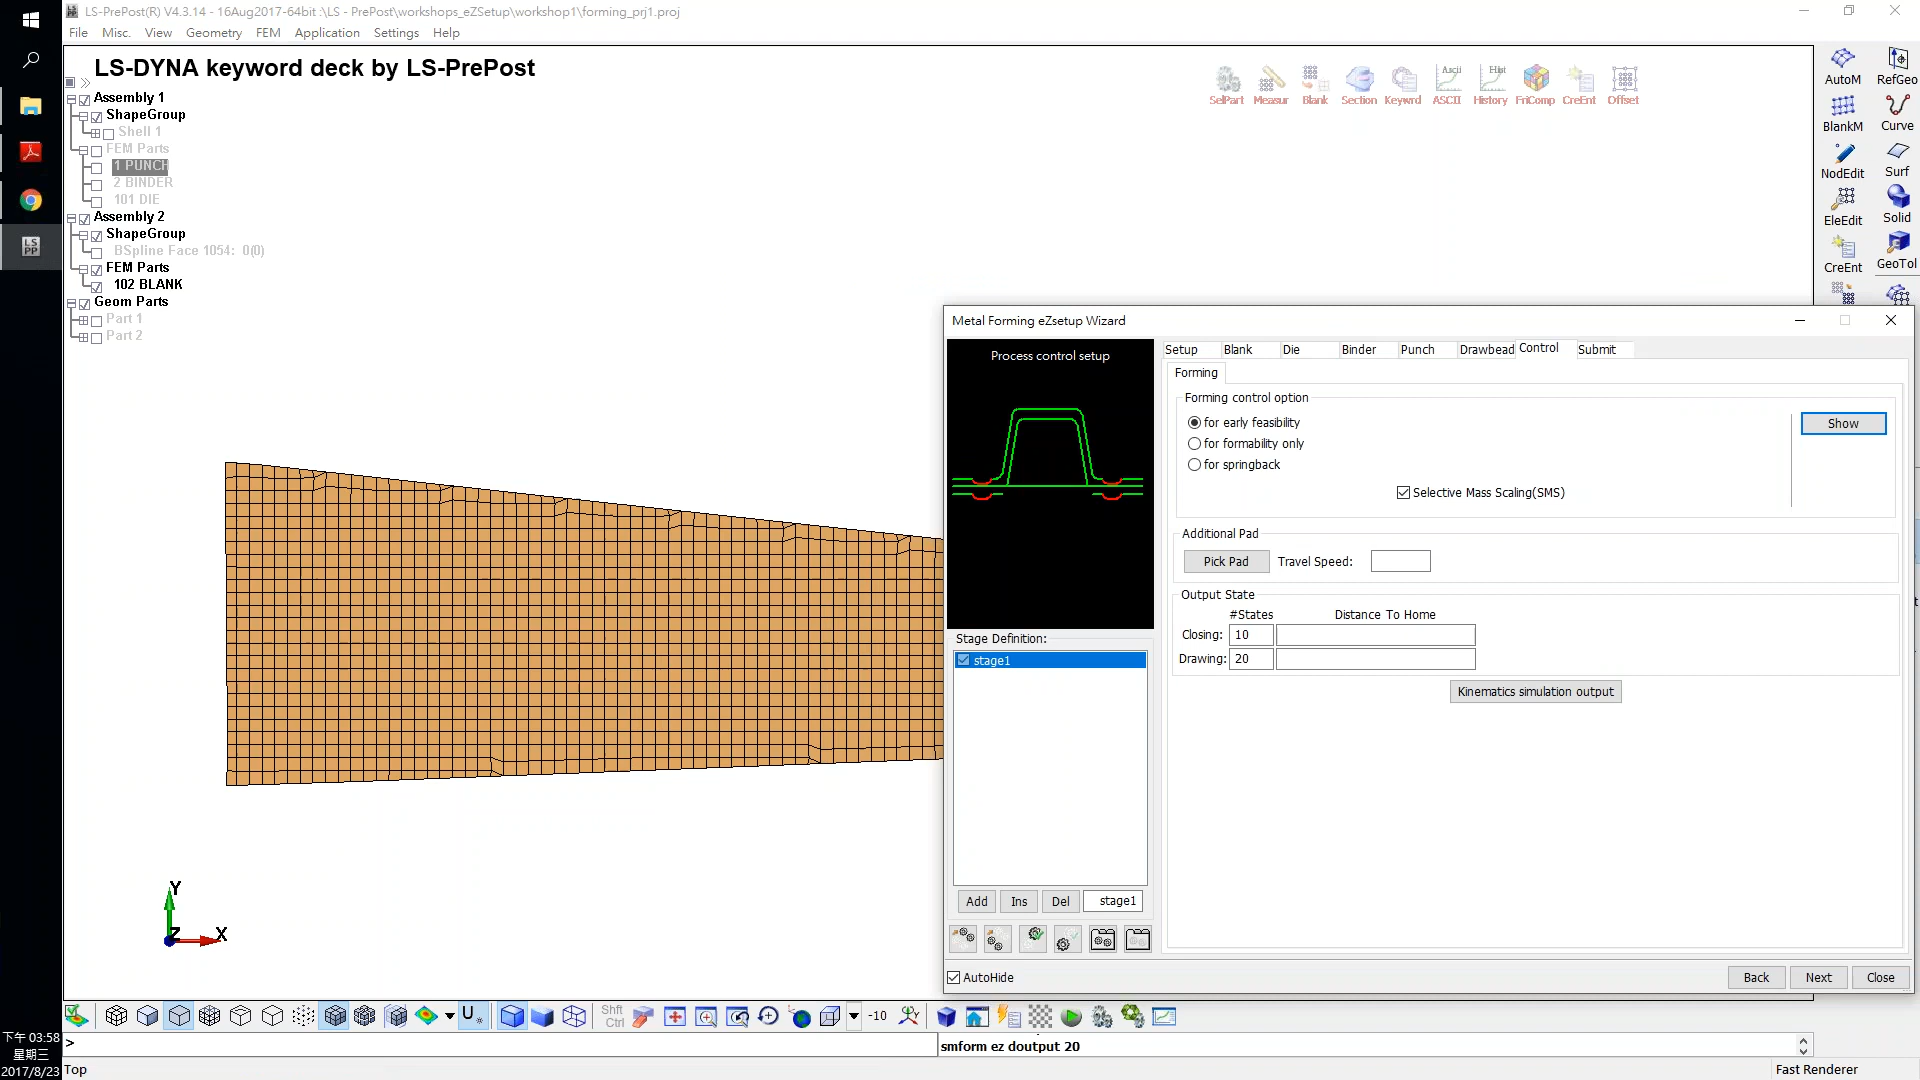 LS-PrePost(R) V4.3.14 - 16Aug2017-64bit :\LS - PrePost\workshops_eZSetup\workshop1\forming_prj1.proj
File Misc. View Geometry FEM Application Settings Help
LS-DYNA keyword deck by LS-PrePost
Assembly 1
ShapeGroup
Shell 1
FEM Parts
1 PUNCH
2 BINDER
101 DIE
Assembly 2
ShapeGroup
BSpline Face 1054: 0(0)
FEM Parts
102 BLANK
Geom Parts
Part 1
Part 2
Ascii Hist
SelPart Measur Blank Section Keywrd ASCII History FriComp CreEnt Offset
AutoM RefGeo
BlankM Curve
NodEdit Surf
EleEdit Solid
CreEnt GeoTol
Metal Forming eZsetup Wizard
Process control setup
Setup Blank Die Binder Punch Drawbead Control Submit
Forming
Forming control option
for early feasibility
for formability only
for springback
Show
Selective Mass Scaling(SMS)
Additional Pad
Pick Pad Travel Speed:
Output State
#States Distance To Home
Closing: 10
Drawing: 20
Kinematics simulation output
Stage Definition:
stage1
Add Ins Del stage1
AutoHide
Back Next Close
Y
Z X
U
Shft
Ctrl
-10
>
smform ez doutput 20
Top
Fast Renderer
LS
PP
下午 03:58
星期三
2017/8/23